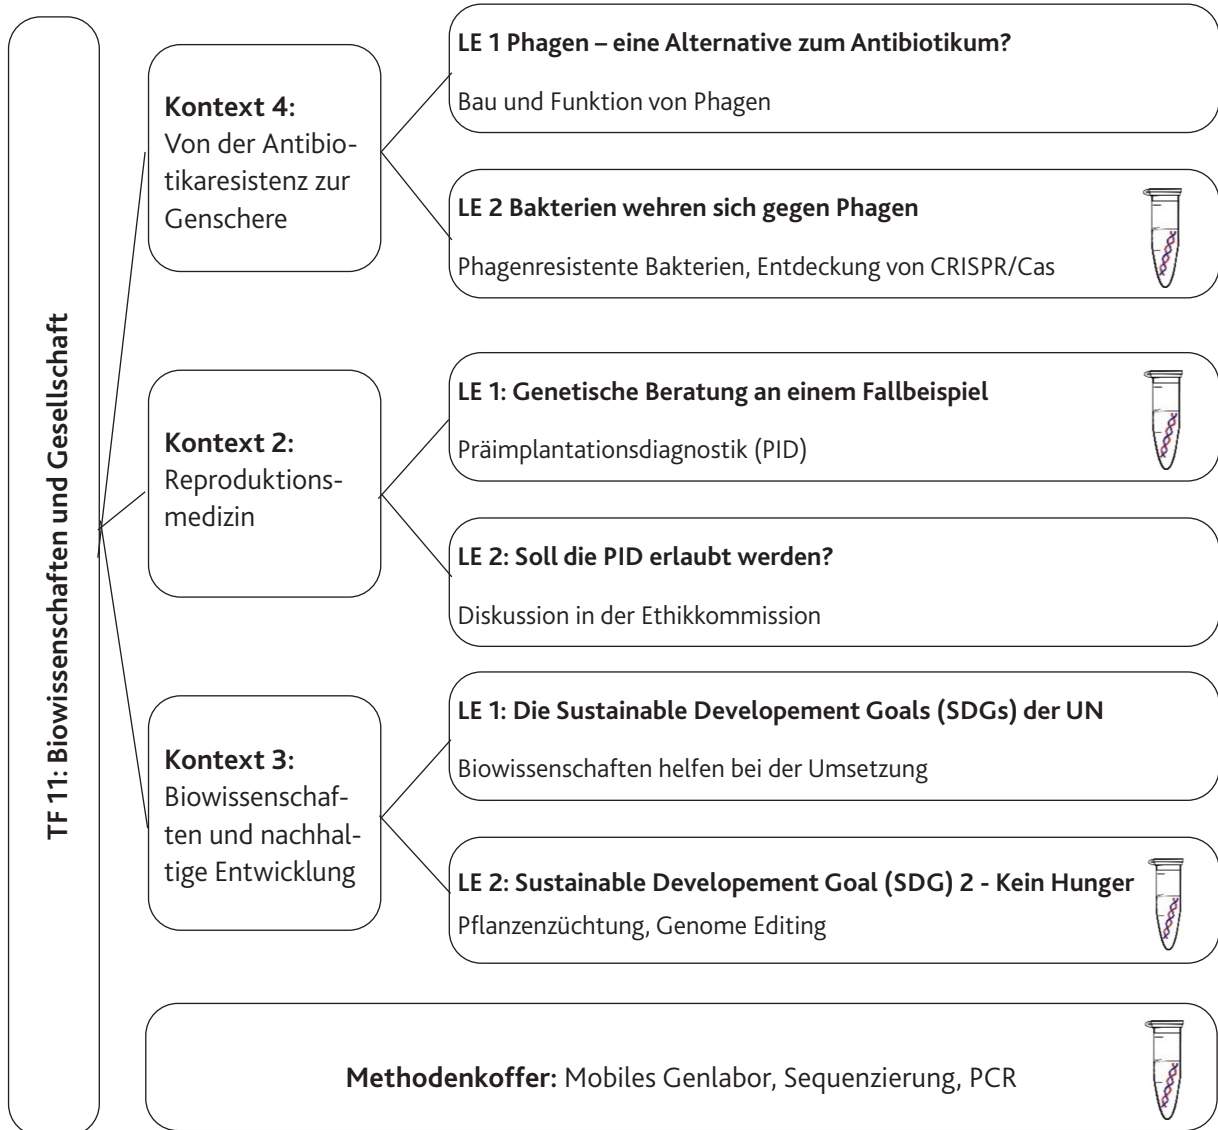 TF 11: Biowissenschaften und Gesellschaft
Kontext 4:
Von der Antibio-
tikaresistenz zur
Genschere
LE 1 Phagen – eine Alternative zum Antibiotikum?
Bau und Funktion von Phagen
LE 2 Bakterien wehren sich gegen Phagen
Phagenresistente Bakterien, Entdeckung von CRISPR/Cas
Kontext 2:
Reproduktions-
medizin
LE 1: Genetische Beratung an einem Fallbeispiel
Präimplantationsdiagnostik (PID)
LE 2: Soll die PID erlaubt werden?
Diskussion in der Ethikkommission
Kontext 3:
Biowissenschaf-
ten und nachhal-
tige Entwicklung
LE 1: Die Sustainable Developement Goals (SDGs) der UN
Biowissenschaften helfen bei der Umsetzung
LE 2: Sustainable Developement Goal (SDG) 2 - Kein Hunger
Pflanzenzüchtung, Genome Editing
Methodenkoffer: Mobiles Genlabor, Sequenzierung, PCR